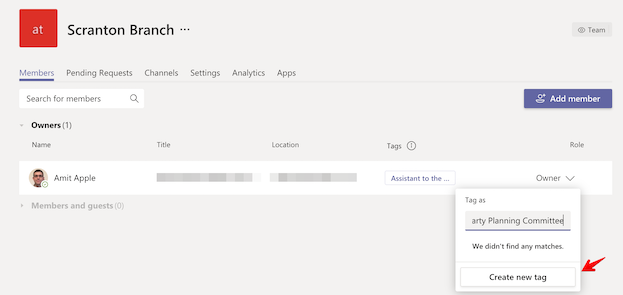 at
Scranton Branch ···
Team
Members Pending Requests Channels Settings Analytics Apps
Search for members
Add member
Owners (1)
Name Title Location Tags Role
Amit Apple Assistant to the ... Owner
Members and guests (0)
Tag as
arty Planning Committee
We didn't find any matches.
Create new tag